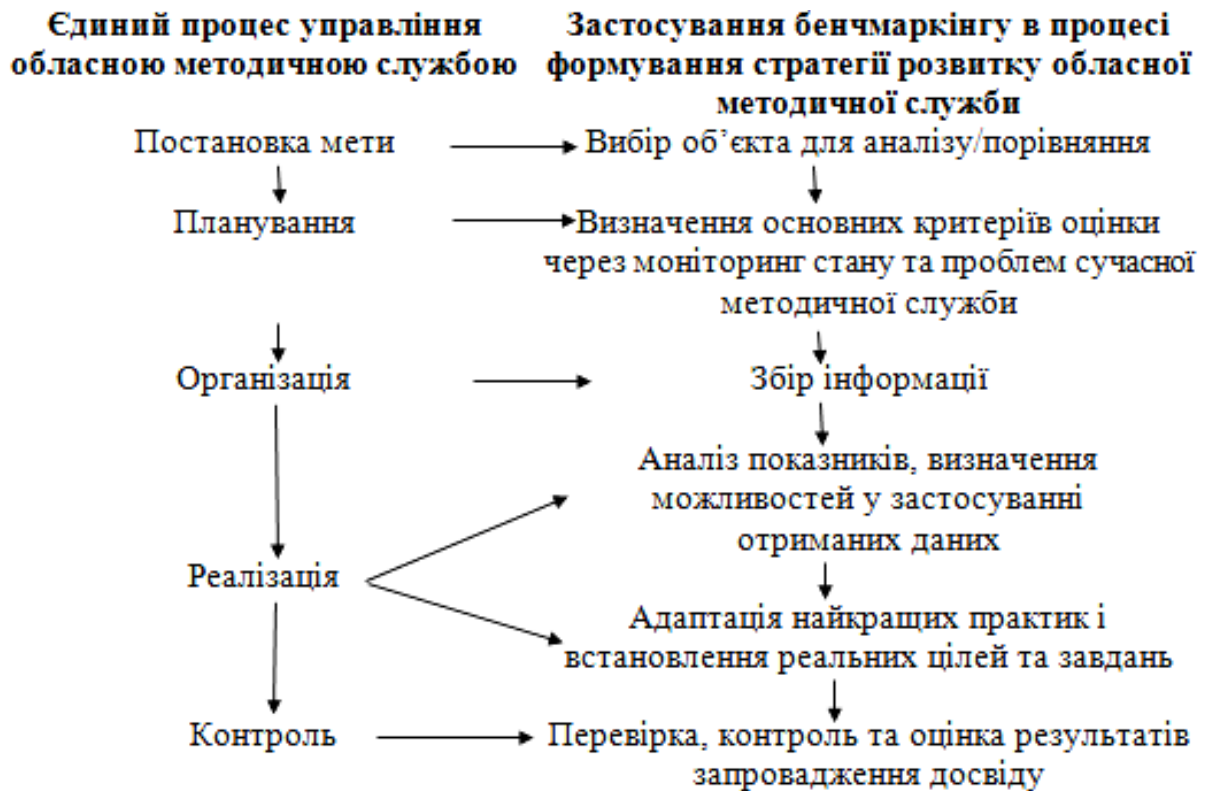 Єдиний процес управління
обласною методичною службою
Застосування бенчмаркінгу в процесі
формування стратегії розвитку обласної
методичної служби
Постановка мети
Вибір об’єкта для аналізу/порівняння
Планування
Визначення основних критеріїв оцінки
через моніторинг стану та проблем сучасної
методичної служби
Організація
Збір інформації
Аналіз показників, визначення
можливостей у застосуванні
отриманих даних
Реалізація
Адаптація найкращих практик і
встановлення реальних цілей та завдань
Контроль
Перевірка, контроль та оцінка результатів
запровадження досвіду